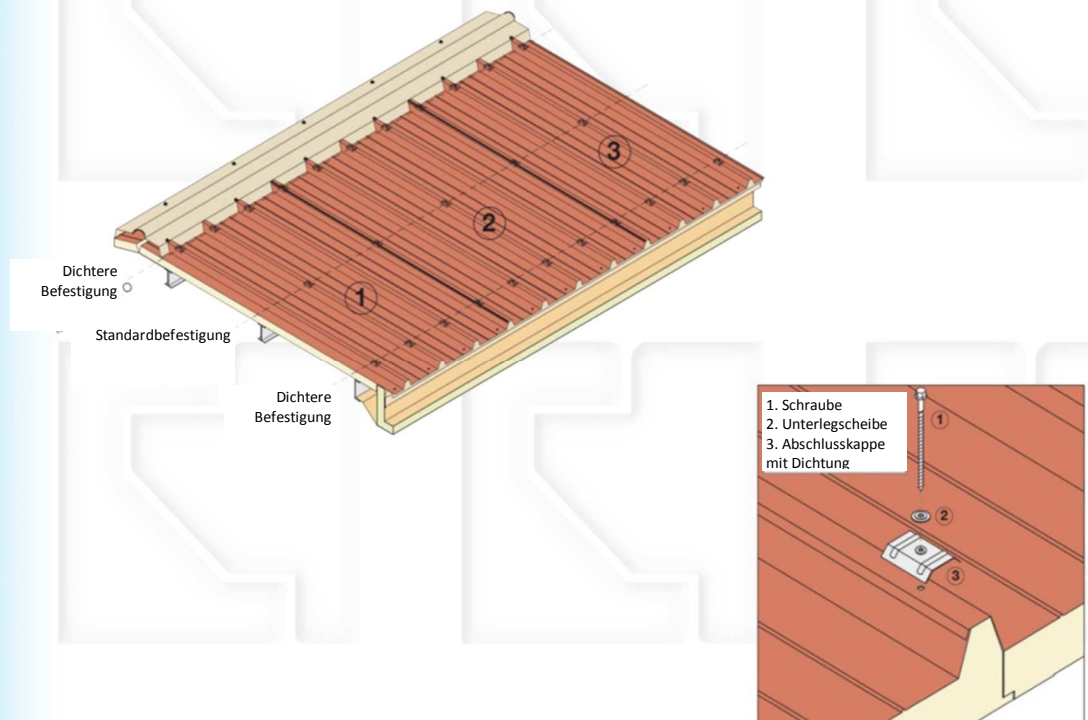 3
2
1
Dichtere
Befestigung
Standardbefestigung
Dichtere
Befestigung
1. Schraube
2. Unterlegscheibe
3. Abschlusskappe
mit Dichtung
1
2
3